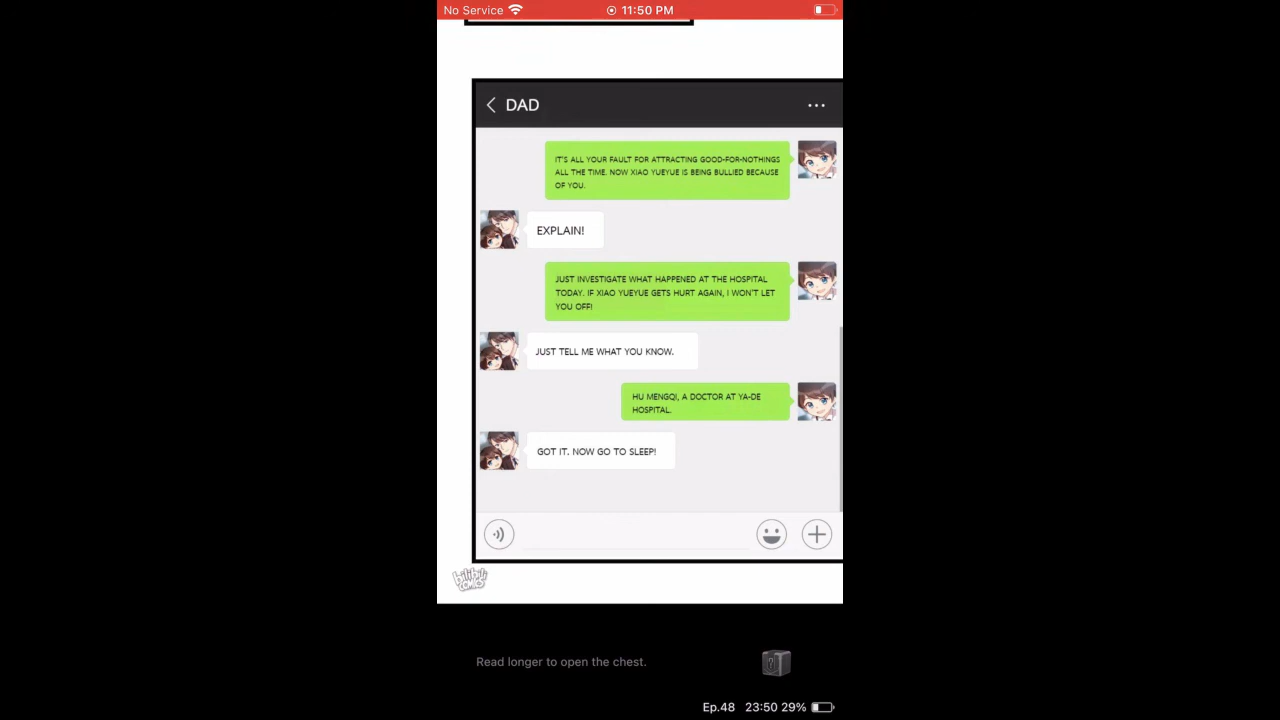 No Service 11:50 PM
DAD
IT'S ALL YOUR FAULT FOR ATTRACTING GOOD-FOR-NOTHINGS
ALL THE TIME. NOW XIAO YUEYUE IS BEING BULLIED BECAUSE
OF YOU.
EXPLAIN!
JUST INVESTIGATE WHAT HAPPENED AT THE HOSPITAL
TODAY. IF XIAO YUEYUE GETS HURT AGAIN, I WON'T LET
YOU OFF!
JUST TELL ME WHAT YOU KNOW.
HU MENGQI, A DOCTOR AT YA-DE
HOSPITAL.
GOT IT. NOW GO TO SLEEP!
bilibili
comics
Read longer to open the chest.
Ep.48 23:50 29%